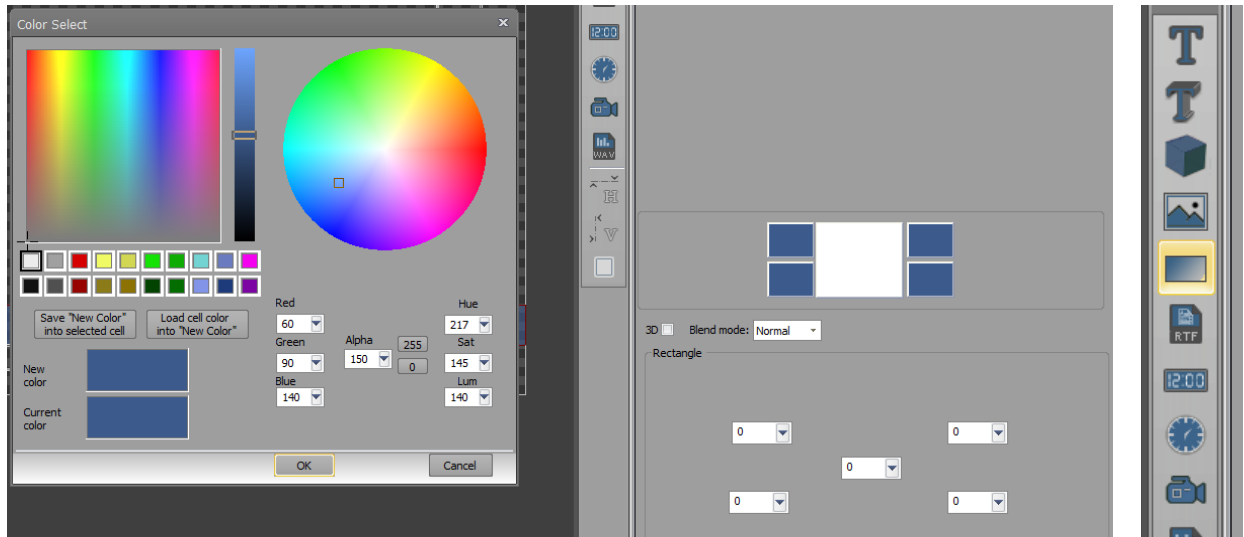 Color Select
Save "New Color"
into selected cell
Load cell color
into "New Color"
New
color
Current
color
Red
60
Green
90
Blue
140
Alpha
150
255
0
Hue
217
Sat
145
Lum
140
OK
Cancel
12:00
WAV
H
V
3D
Blend mode:
Normal
Rectangle
0
0
0
0
0
T
T
RTF
12:00